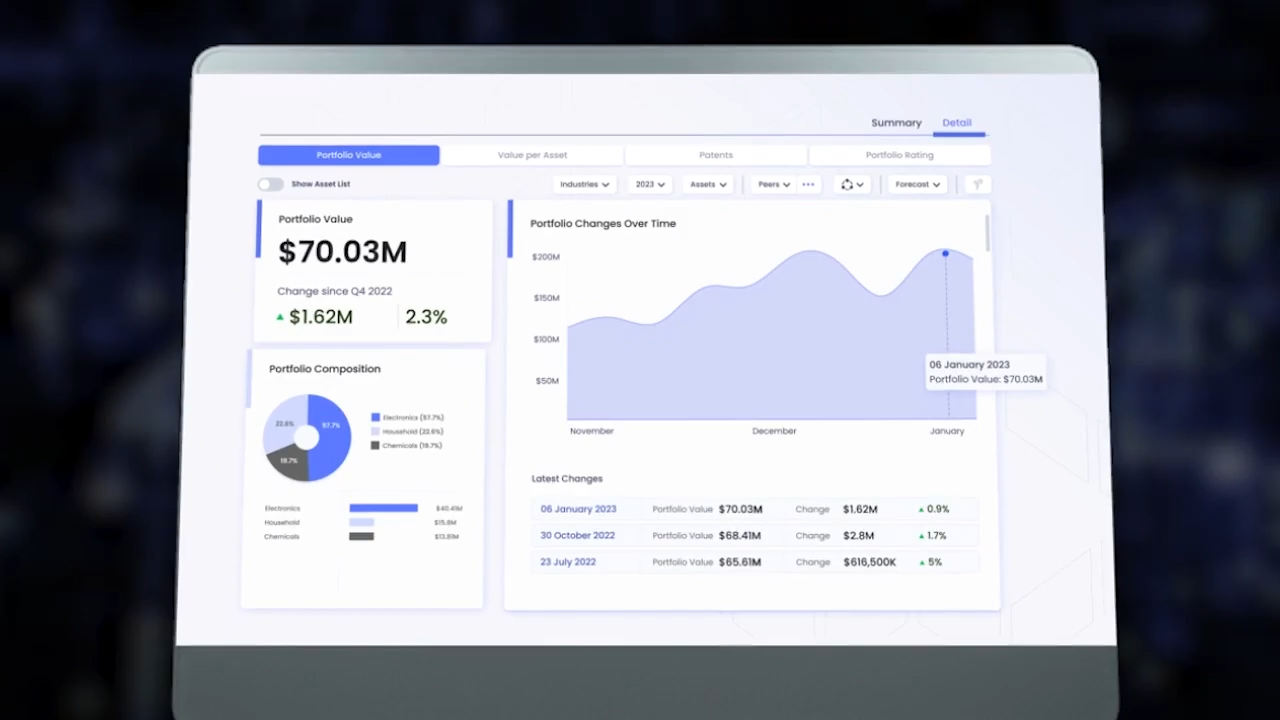 Summary Detail
Portfolio Value Value per Asset Patents Portfolio Rating
Show Asset List Industries 2023 Assets Peers Forecast
Portfolio Value
$70.03M
Change since Q4 2022
$1.62M 2.3%
Portfolio Changes Over Time
$200M
$150M
$100M
$50M
06 January 2023
Portfolio Value: $70.03M
November December January
Portfolio Composition
57.7%
22.6%
19.7%
Electronics (57.7%)
Household (22.6%)
Chemicals (19.7%)
Electronics
Household $15.8M
Chemicals
Latest Changes
06 January 2023 Portfolio Value $70.03M Change $1.62M 0.9%
30 October 2022 Portfolio Value $68.41M Change $2.8M 1.7%
23 July 2022 Portfolio Value $65.61M Change $616,500K 5%